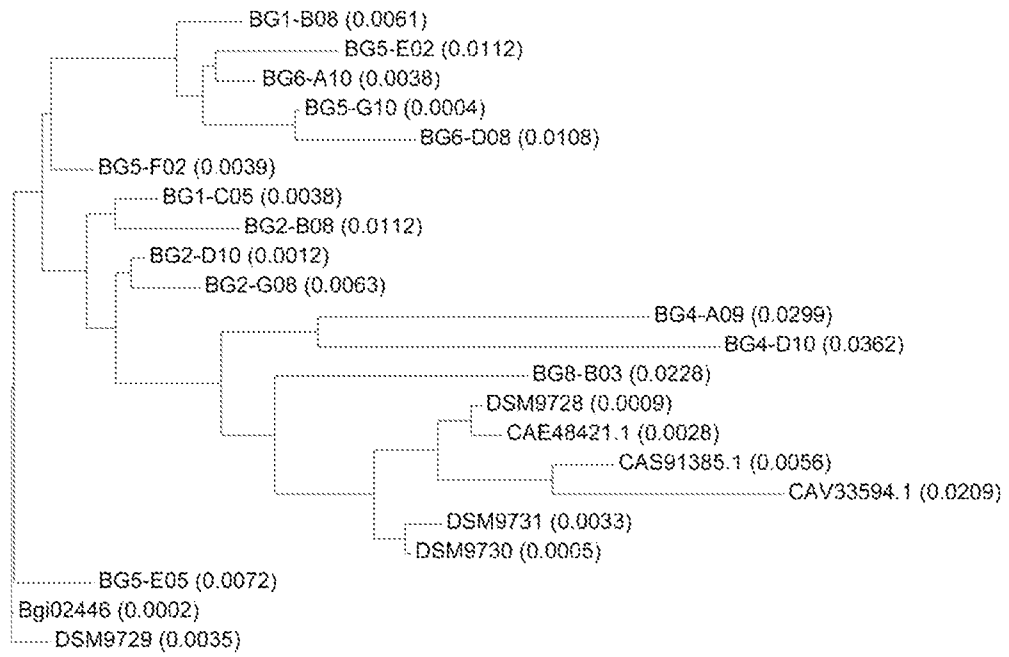 BG1-B08 (0.0061)
BG5-E02 (0.0112)
BG6-A10 (0.0038)
BG5-G10 (0.0004)
BG6-D08 (0.0108)
BG5-F02 (0.0039)
BG1-C05 (0.0038)
BG2-B08 (0.0112)
BG2-D10 (0.0012)
BG2-G08 (0.0063)
BG4-A09 (0.0299)
BG4-D10 (0.0362)
BG8-B03 (0.0228)
DSM9728 (0.0009)
CAE48421.1 (0.0028)
CAS91385.1 (0.0056)
CAV33594.1 (0.0209)
DSM9731 (0.0033)
DSM9730 (0.0005)
BG5-E05 (0.0072)
Bgi02446 (0.0002)
DSM9729 (0.0035)